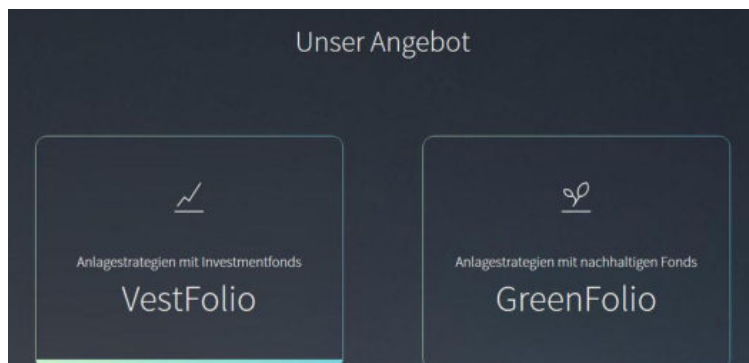 Unser Angebot
Anlagestrategien mit Investmentfonds
VestFolio
Anlagestrategien mit nachhaltigen Fonds
GreenFolio